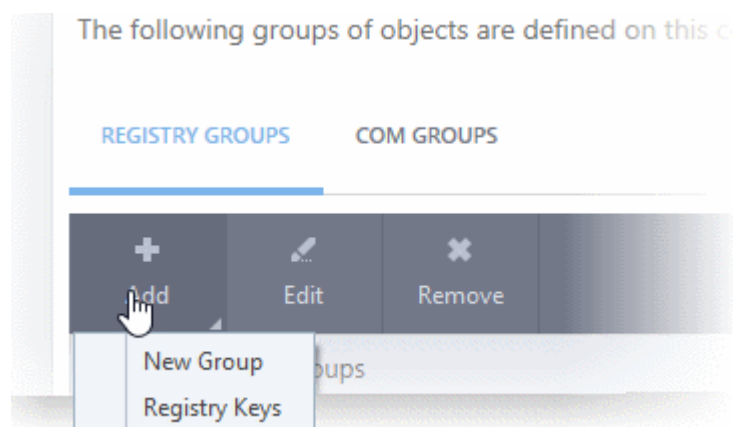 The following groups of objects are defined on this
REGISTRY GROUPS COM GROUPS
Add Edit Remove
New Group
Registry Keys